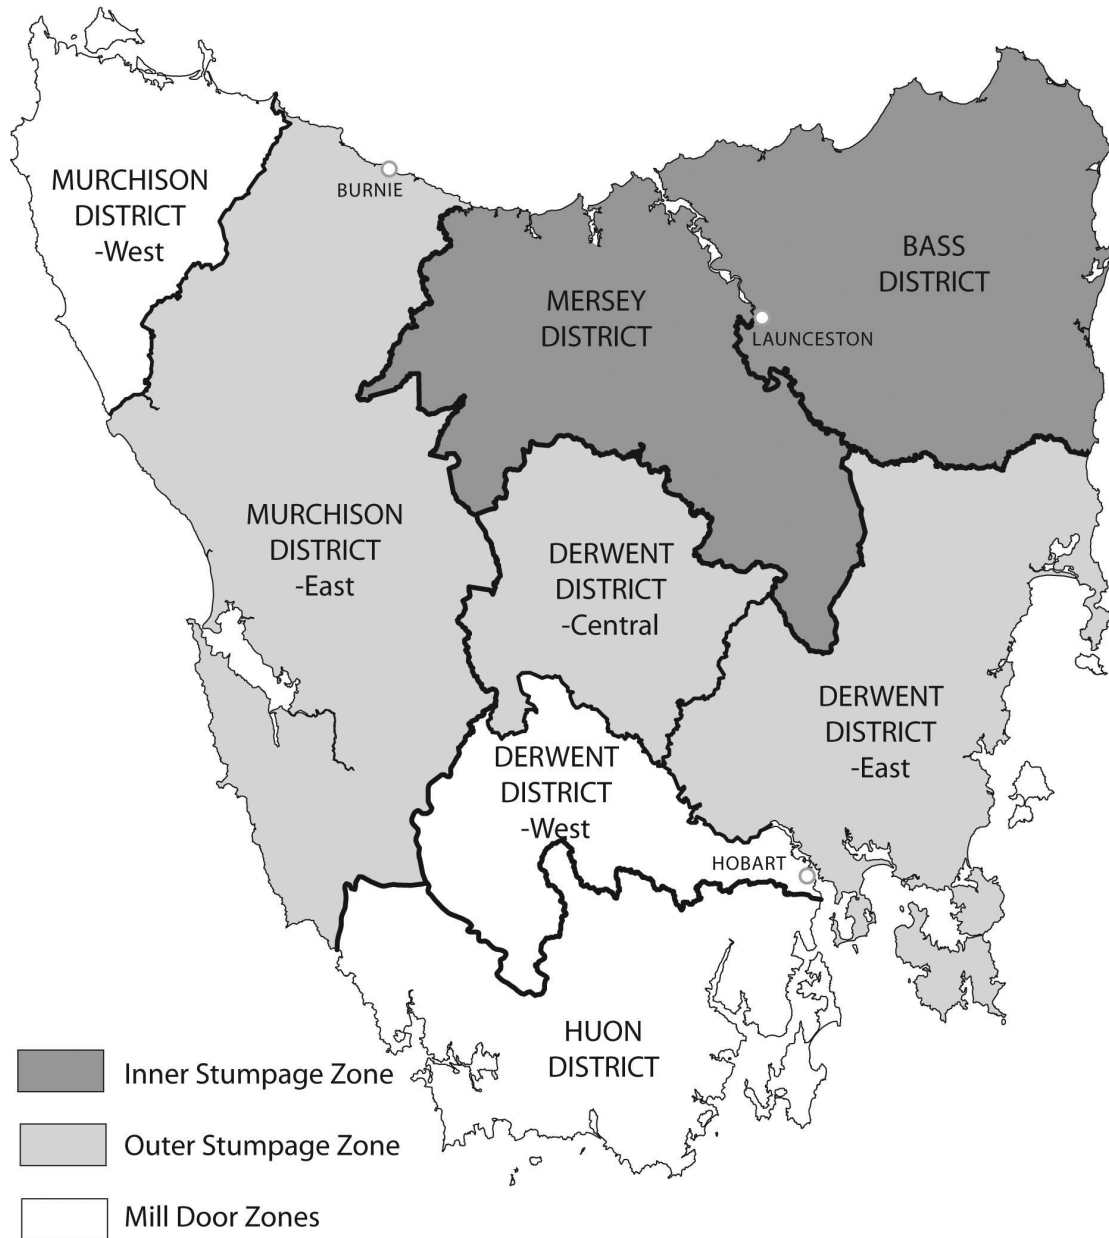 MURCHISON
DISTRICT
-West
BURNIE
BASS
DISTRICT
MERSEY
DISTRICT
LAUNCESTON
MURCHISON
DISTRICT
-East
DERWENT
DISTRICT
-Central
DERWENT
DISTRICT
-East
DERWENT
DISTRICT
-West
HOBART
HUON
DISTRICT
Inner Stumpage Zone
Outer Stumpage Zone
Mill Door Zones